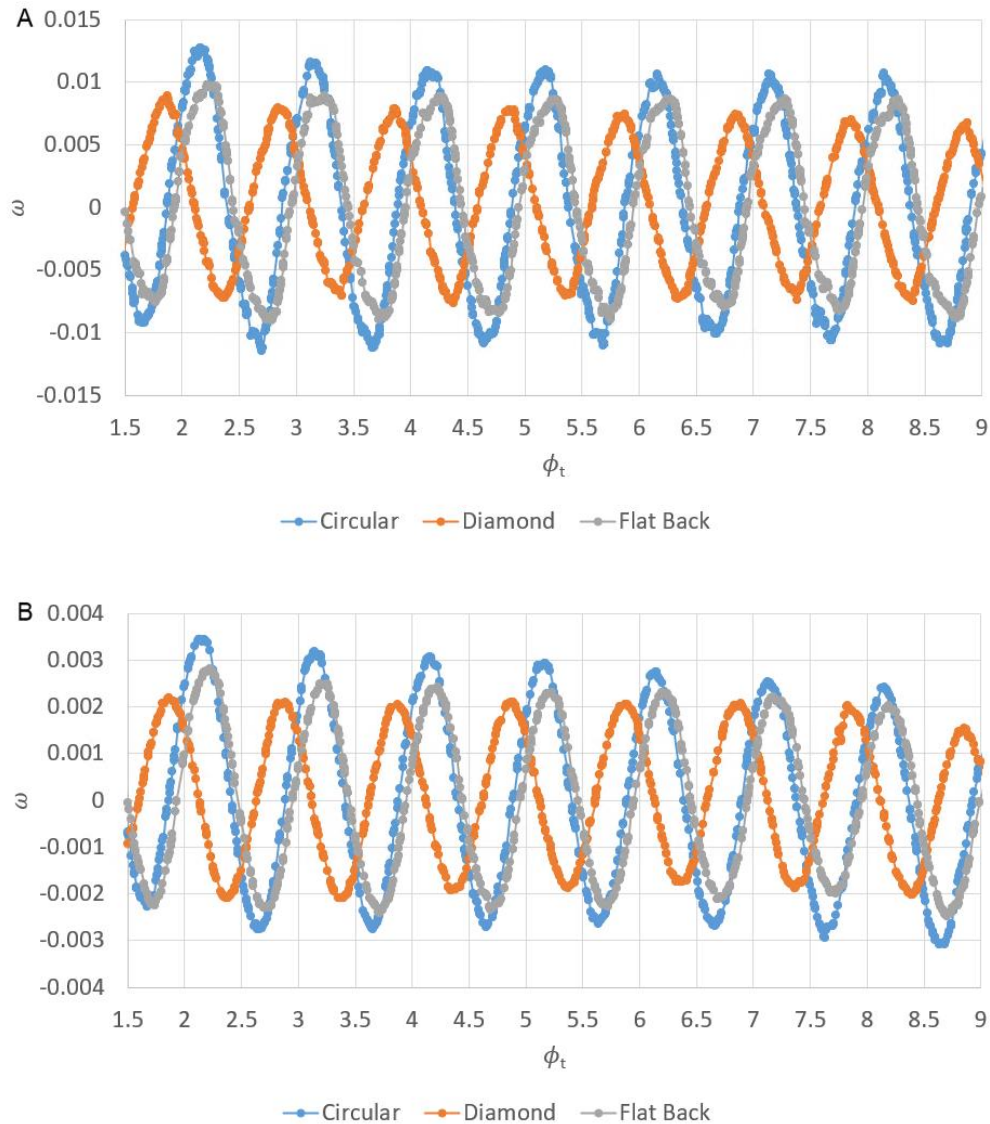 A
0.015
0.01
0.005
0
-0.005
-0.01
-0.015
ω
1.5 2 2.5 3 3.5 4 4.5 5 5.5 6 6.5 7 7.5 8 8.5 9
ϕt
Circular Diamond Flat Back
B
0.004
0.003
0.002
0.001
0
-0.001
-0.002
-0.003
-0.004
ω
1.5 2 2.5 3 3.5 4 4.5 5 5.5 6 6.5 7 7.5 8 8.5 9
ϕt
Circular Diamond Flat Back